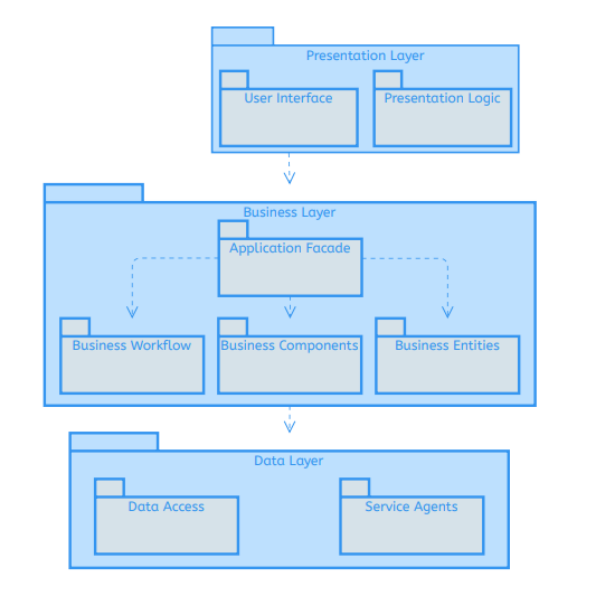 Presentation Layer
User Interface
Presentation Logic
Business Layer
Application Facade
Business Workflow
Business Components
Business Entities
Data Layer
Data Access
Service Agents